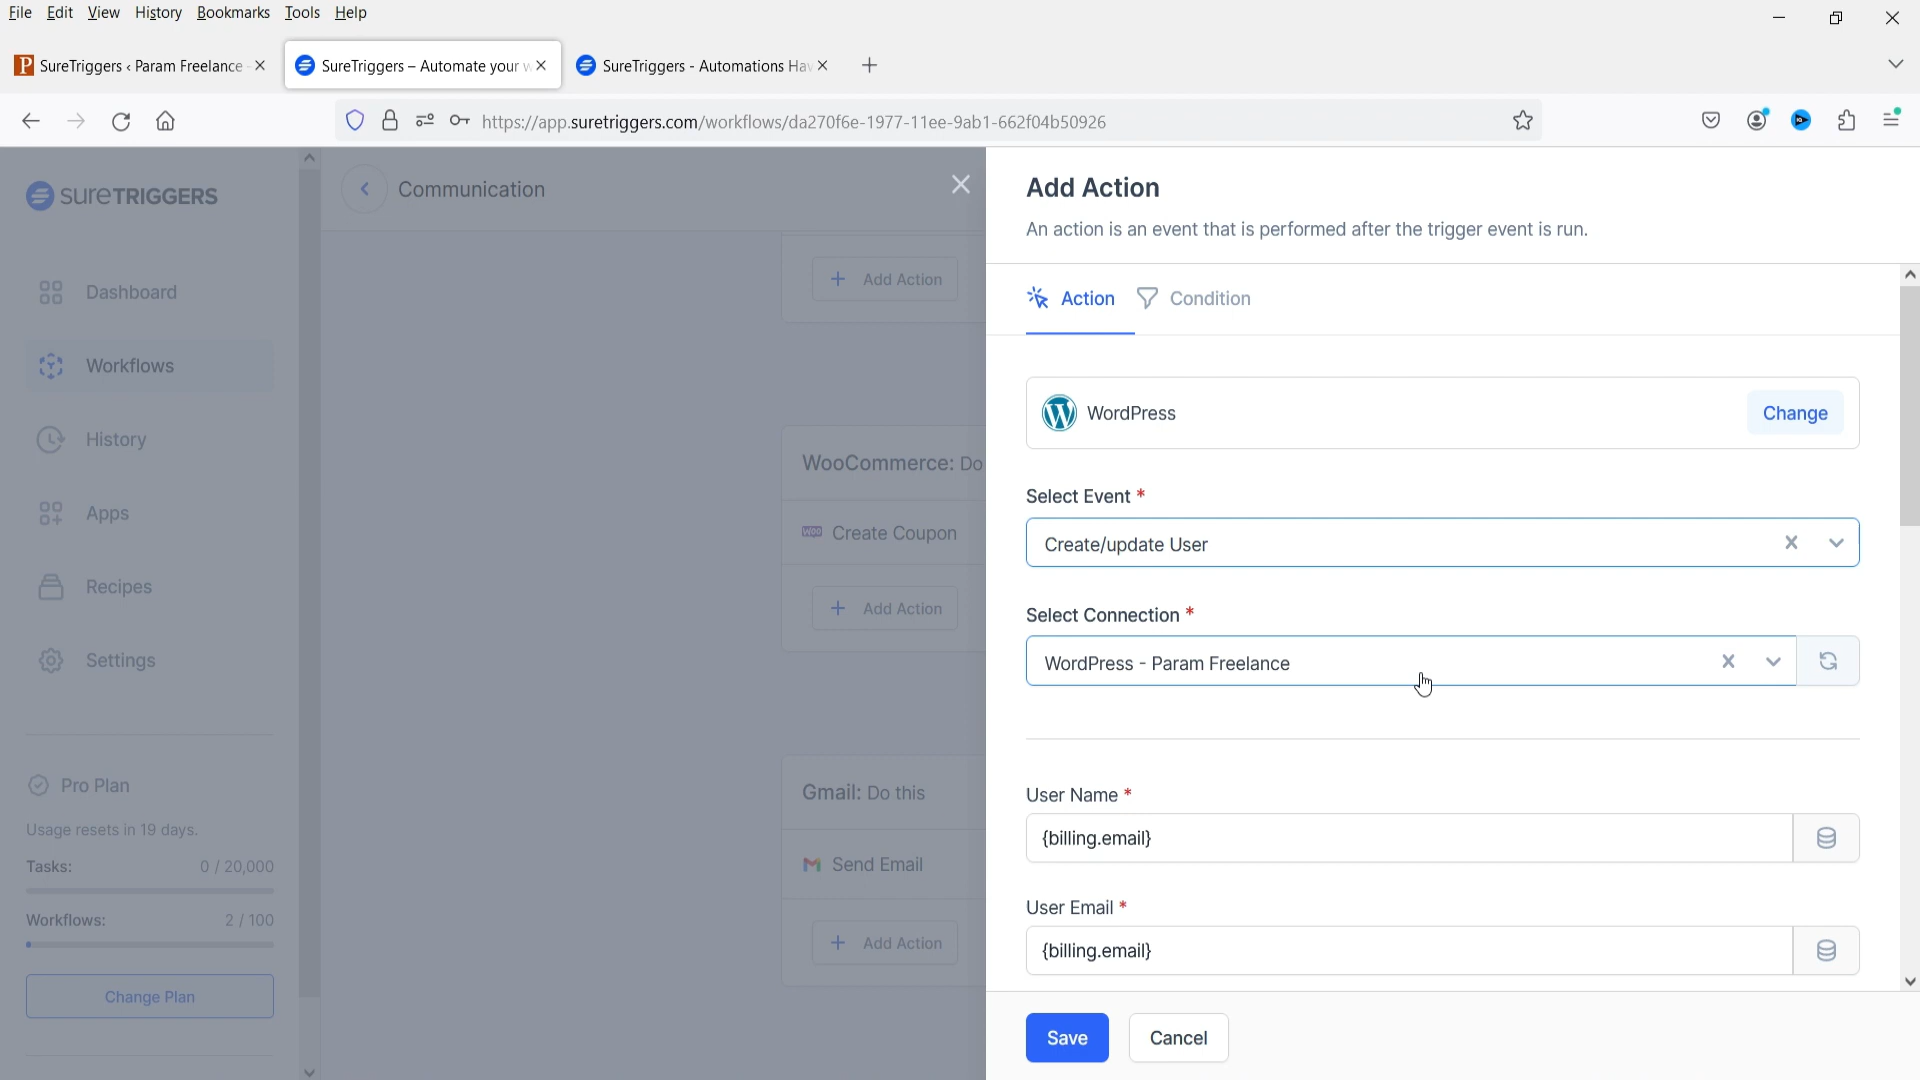 File Edit View History Bookmarks Tools Help
SureTriggers ‹ Param Freelance
SureTriggers – Automate your w
SureTriggers - Automations Hav
https://app.suretriggers.com/workflows/da270f6e-1977-11ee-9ab1-662f04b50926
SURETRIGGERS
Dashboard
Workflows
History
Apps
Recipes
Settings
Pro Plan
Usage resets in 19 days.
Tasks: 0 / 20,000
Workflows: 2 / 100
Change Plan
Communication
+ Add Action
WooCommerce: Do
Woo Create Coupon
+ Add Action
Gmail: Do this
Send Email
+ Add Action
Add Action
An action is an event that is performed after the trigger event is run.
Action Condition
WordPress Change
Select Event *
Create/update User
Select Connection *
WordPress - Param Freelance
User Name *
{billing.email}
User Email *
{billing.email}
Save Cancel